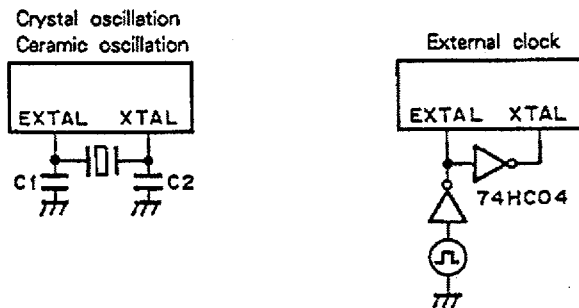 Crystal oscillation
Ceramic oscillation
EXTAL XTAL
C1
C2
External clock
EXTAL XTAL
74HC04